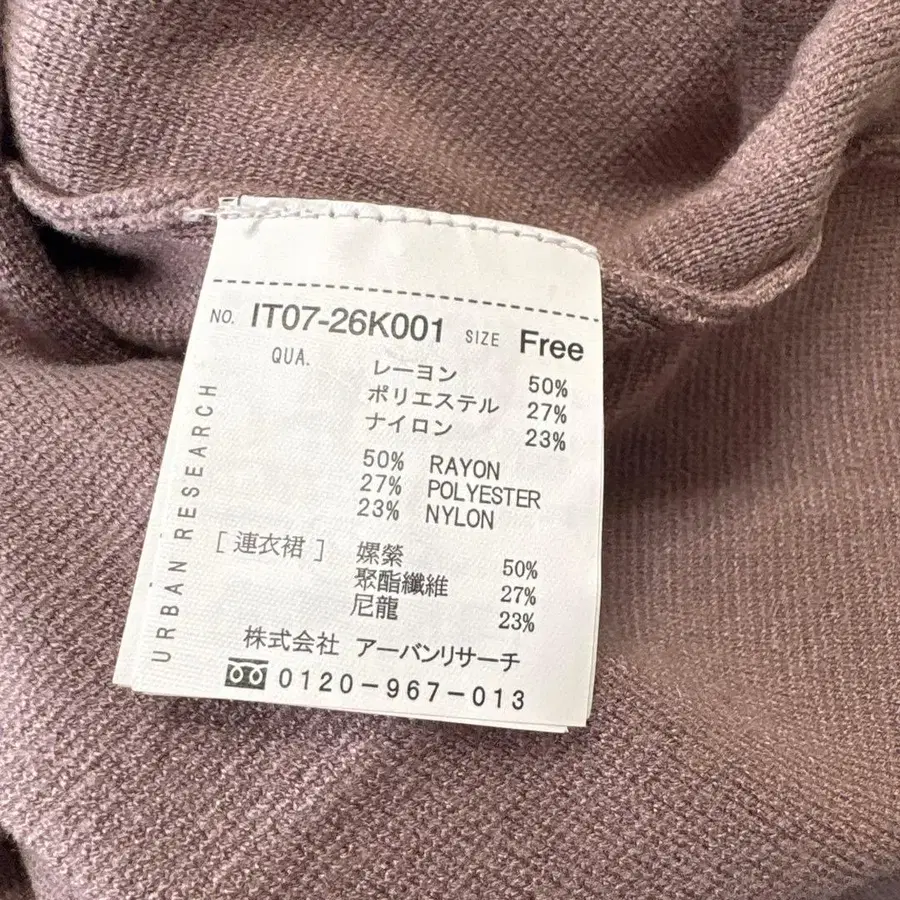 NO. IT07-26K001 SIZE Free
QUA.
レーヨン 50%
ポリエステル 27%
ナイロン 23%
50% RAYON
27% POLYESTER
23% NYLON
[連衣裙] 嫘縈 50%
聚酯纖維 27%
尼龍 23%
株式会社 アーバンリサーチ
0120-967-013
URBAN RESEARCH